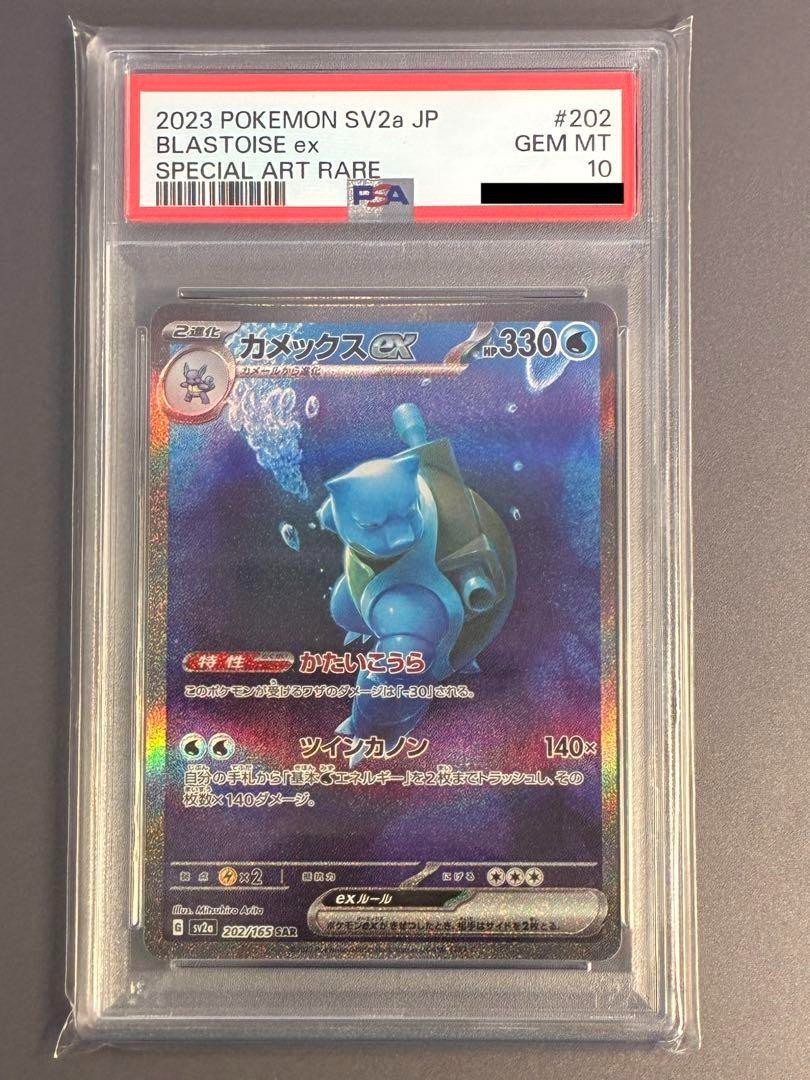 2023 POKEMON SV2a JP #202
BLASTOISE ex GEM MT
SPECIAL ART RARE 10
PSA
2進化 カメックスex HP330
カメールから進化
特性 かたいこうら
このポケモンが受けるワザのダメージは「-30」される。
ツインカノン 140×
自分の手札から「基本エネルギー」を2枚までトラッシュし、その
枚数×140ダメージ。
弱点 ×2 抵抗力 にげる
exルール
ポケモンexがきぜつしたとき、相手はサイドを2枚とる。
Illus. Mitsuhiro Arita
G sv2a 202/165 SAR